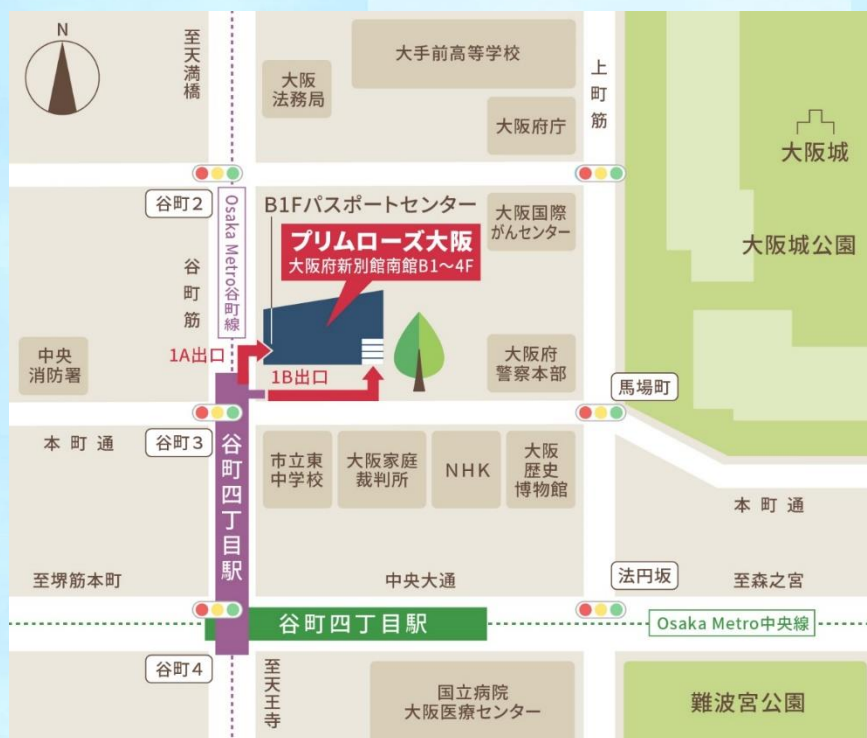 N
至天満橋
大阪
法務局
大手前高等学校
大阪府庁
上町筋
大阪城
大阪城公園
谷町2
Osaka Metro谷町線
B1Fパスポートセンター
プリムローズ大阪
大阪府新別館南館B1〜4F
大阪国際
がんセンター
谷町筋
中央
消防署
1A出口
1B出口
大阪府
警察本部
馬場町
本町通
谷町3
谷町四丁目駅
市立東
中学校
大阪家庭
裁判所
NHK
大阪
歴史
博物館
本町通
至堺筋本町
中央大通
法円坂
至森之宮
谷町四丁目駅
Osaka Metro中央線
谷町4
至天王寺
国立病院
大阪医療センター
難波宮公園